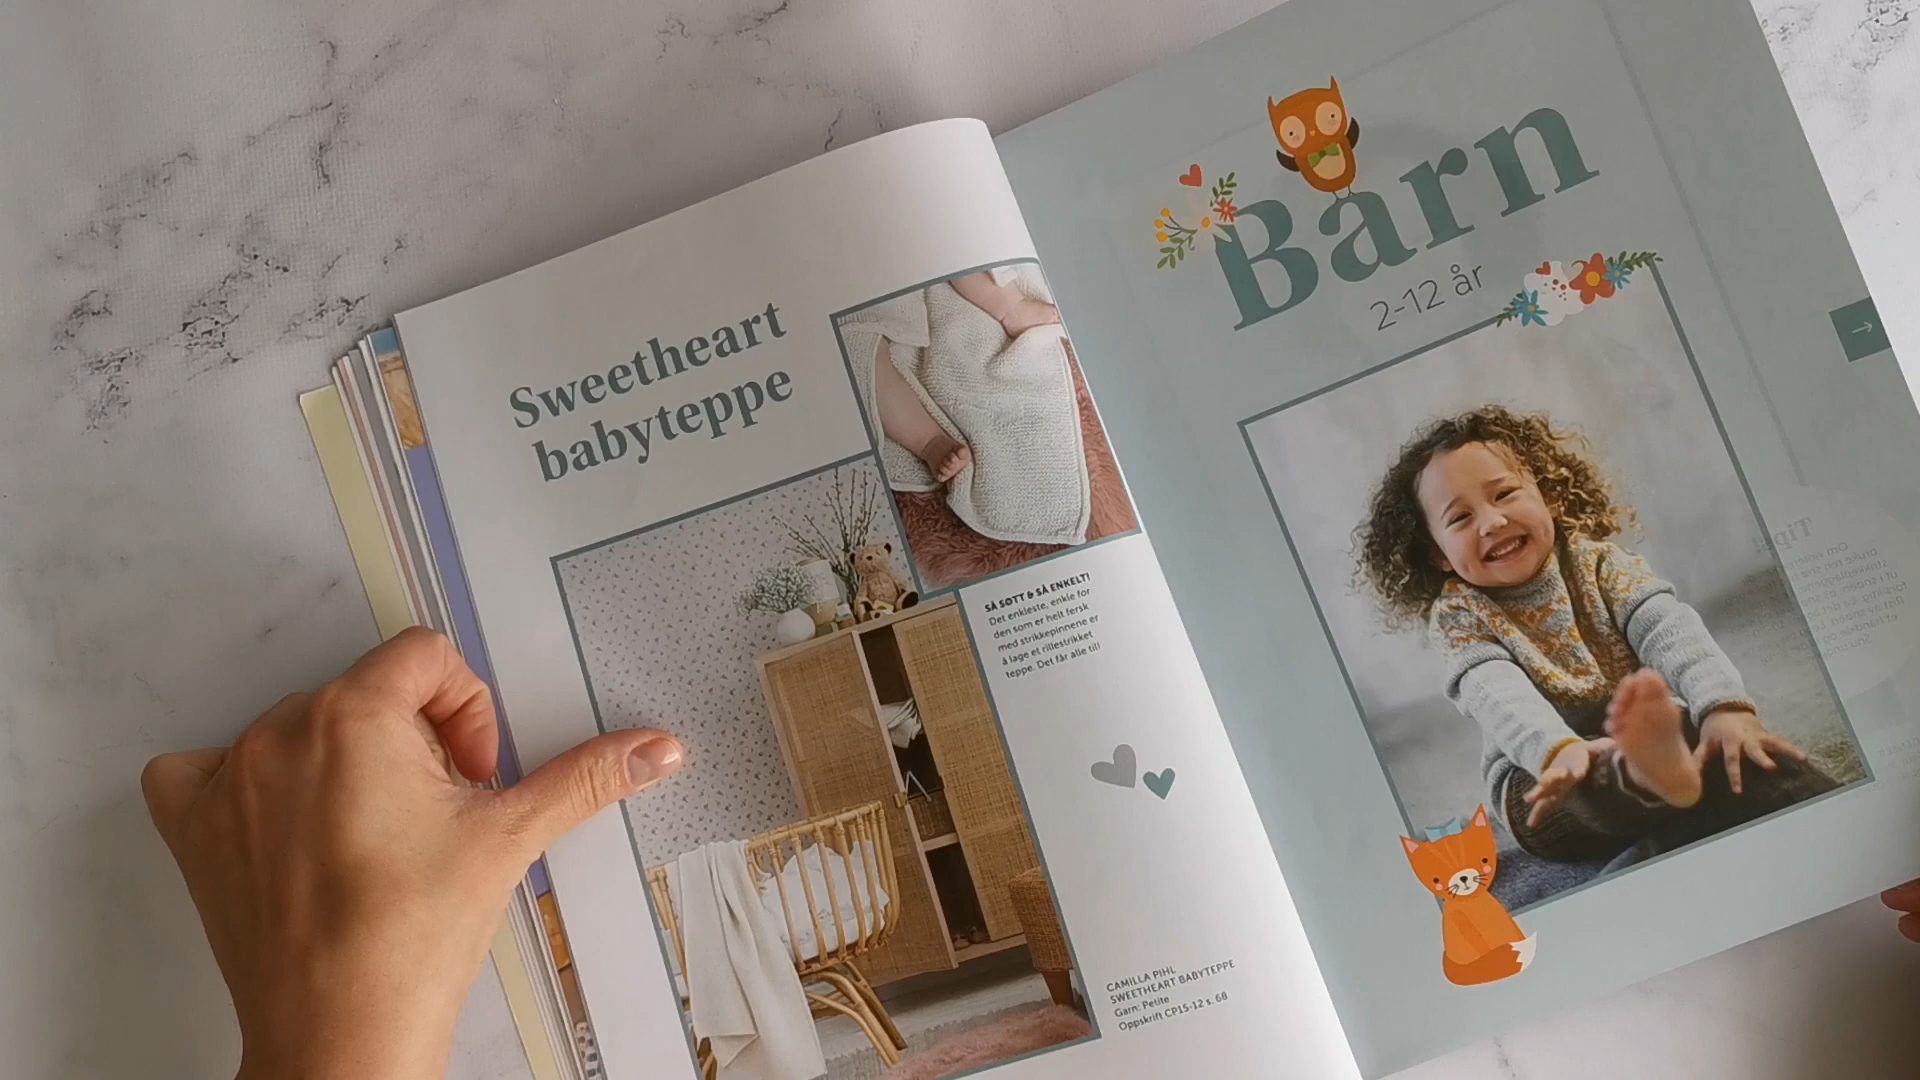 Sweetheart
babyteppe
SÅ SØTT & SÅ ENKELT!
Det enkleste, enkle for
den som er helt fersk
med strikkepinnene er
å lage et rillestrikket
teppe. Det får alle til!
CAMILLA PIHL
SWEETHEART BABYTEPPE
Garn: Petite
Oppskrift CP15-12 s. 68
Barn
2-12 år
Tips!